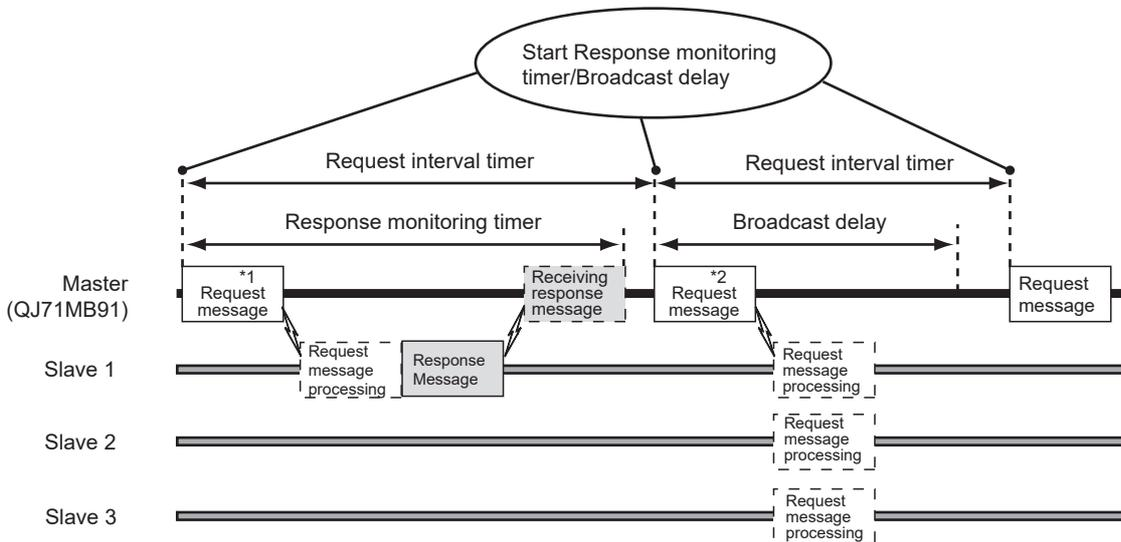 Start Response monitoring
timer/Broadcast delay
Request interval timer
Request interval timer
Response monitoring timer
Broadcast delay
Master
(QJ71MB91)
*1
Request
message
Receiving
response
message
*2
Request
message
Request
message
Slave 1
Request
message
processing
Response
Message
Request
message
processing
Slave 2
Request
message
processing
Slave 3
Request
message
processing